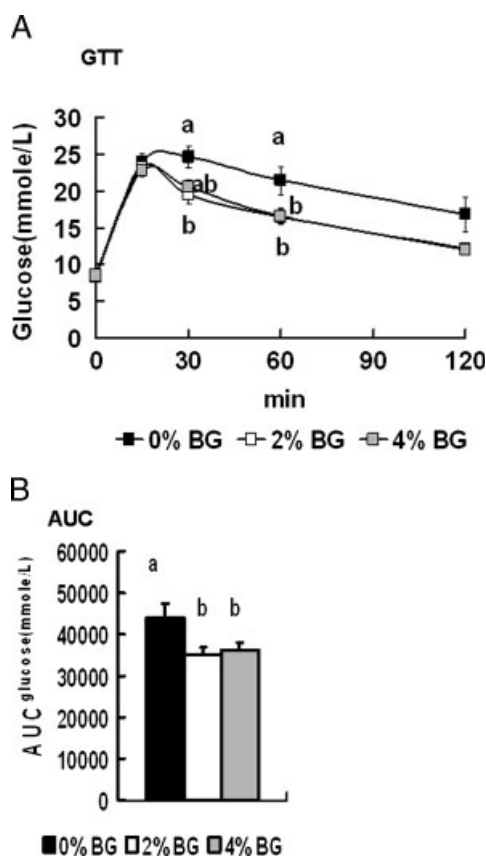 A
GTT
Glucose(mmole/L)
30
25
20
15
10
5
0
a
a
ab
b
b
b
0 30 60 90 120
min
0% BG 2% BG 4% BG
B
AUC
AUC glucose(mmole/L)
60000
50000
40000
30000
20000
10000
0
a
b b
0% BG 2% BG 4% BG